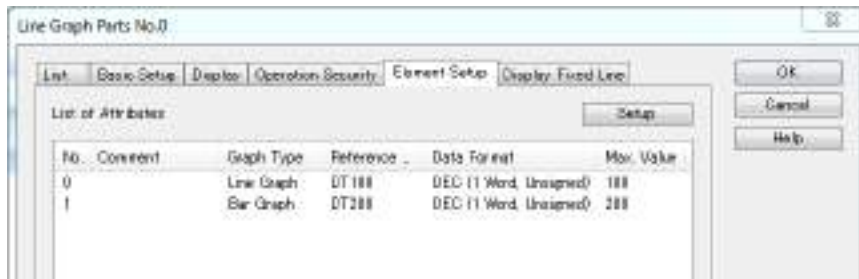 Line Graph Parts No.0
List Basic Setup Display Operation Security Element Setup Display Fixed Line
OK
List of Attributes Setup
Cancel
Help
No. Comment Graph Type Reference .. Data Format Max. Value
0 Line Graph DT100 DEC (1 Word, Unsigned) 100
1 Bar Graph DT200 DEC (1 Word, Unsigned) 200